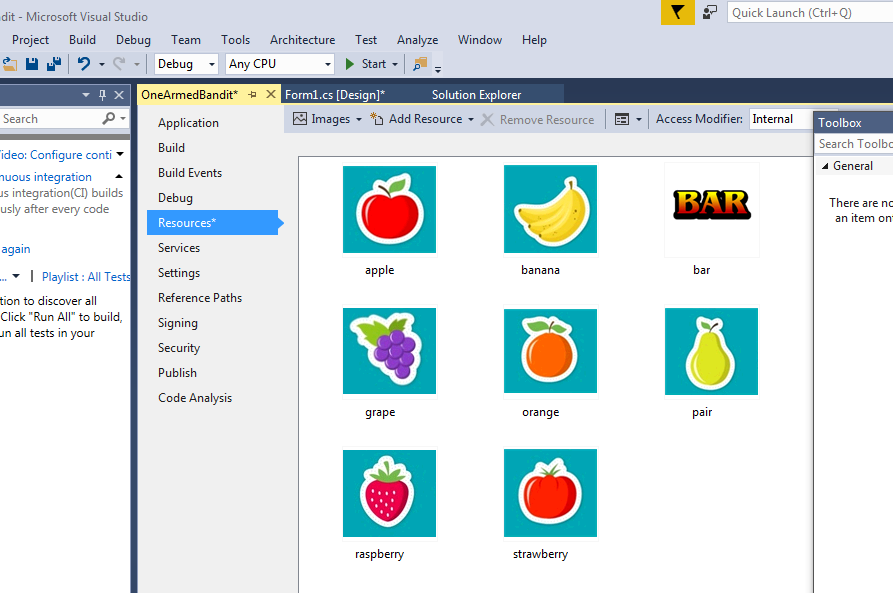 dit - Microsoft Visual Studio
Quick Launch (Ctrl+Q)
Project Build Debug Team Tools Architecture Test Analyze Window Help
Debug Any CPU Start
OneArmedBandit* Form1.cs [Design]* Solution Explorer
Search
Images Add Resource Remove Resource Access Modifier: Internal
Toolbox
Search Toolbo
General
There are no
an item on
ideo: Configure conti
nuous integration
us integration(CI) builds
usly after every code
again
... | Playlist : All Tests
tion to discover all
Click "Run All" to build,
un all tests in your
Application
Build
Build Events
Debug
Resources*
Services
Settings
Reference Paths
Signing
Security
Publish
Code Analysis
apple banana bar
BAR
grape orange pair
raspberry strawberry